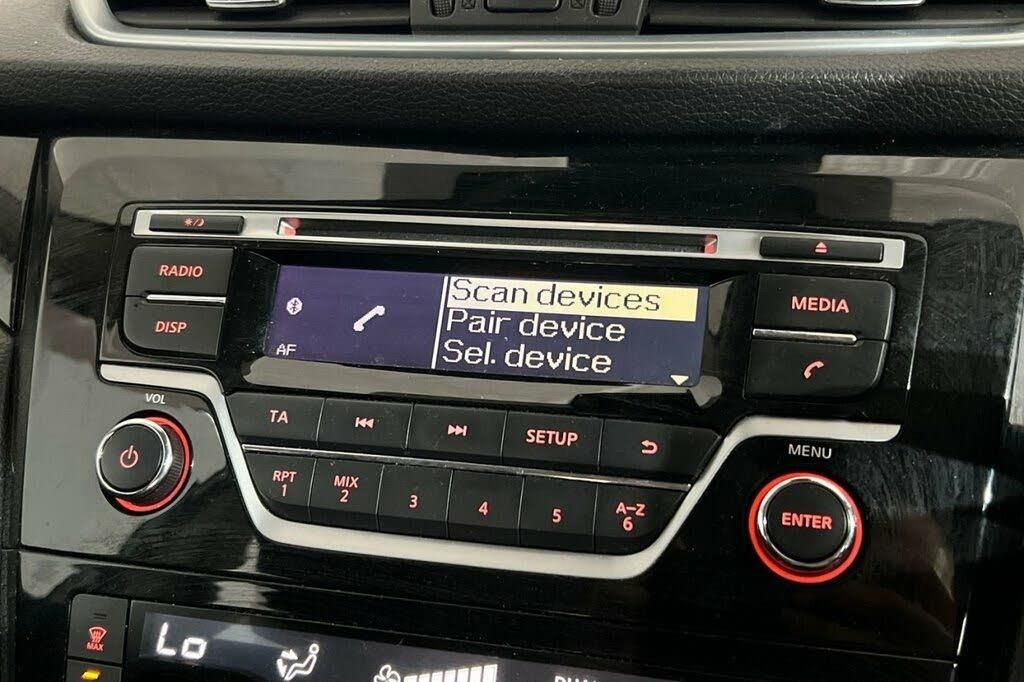 RADIO
DISP
AF
Scan devices
Pair device
Sel. device
MEDIA
VOL
TA
SETUP
MENU
RPT
1
MIX
2
3
4
5
A-Z
6
ENTER
MAX
Lo